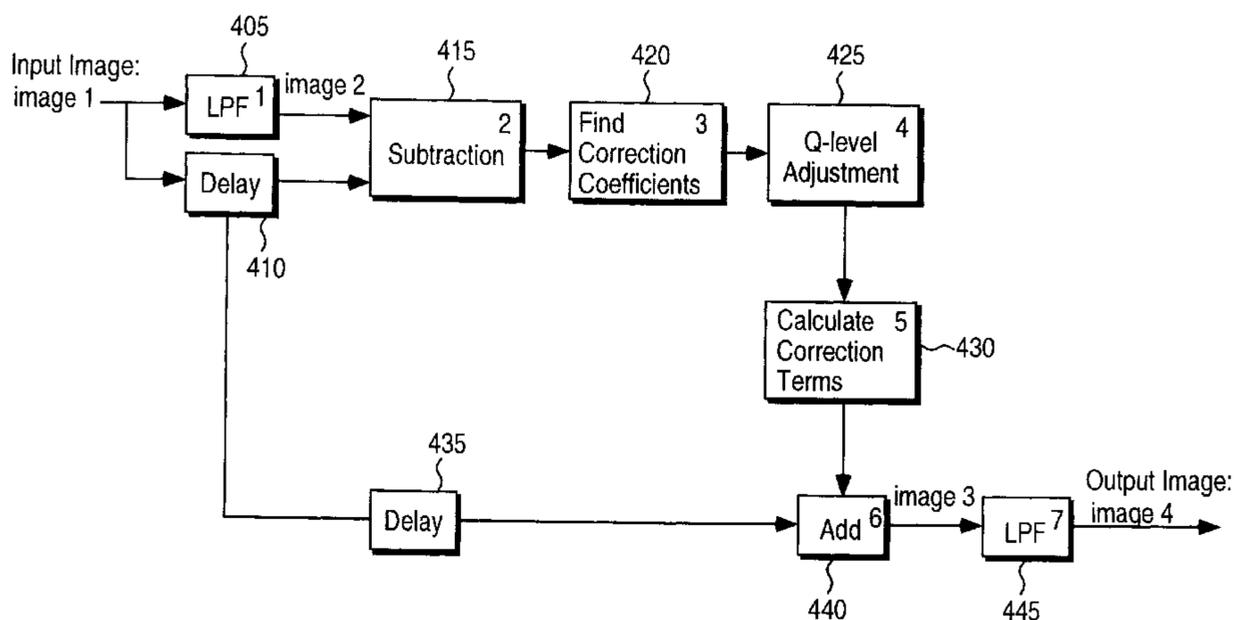 405
Input Image:
image 1
LPF 1
image 2
415
2
Subtraction
420
Find 3
Correction
Coefficients
425
4
Q-level
Adjustment
Delay
410
Calculate 5
Correction
Terms
430
435
Delay
Add 6
440
image 3
LPF 7
445
Output Image:
image 4